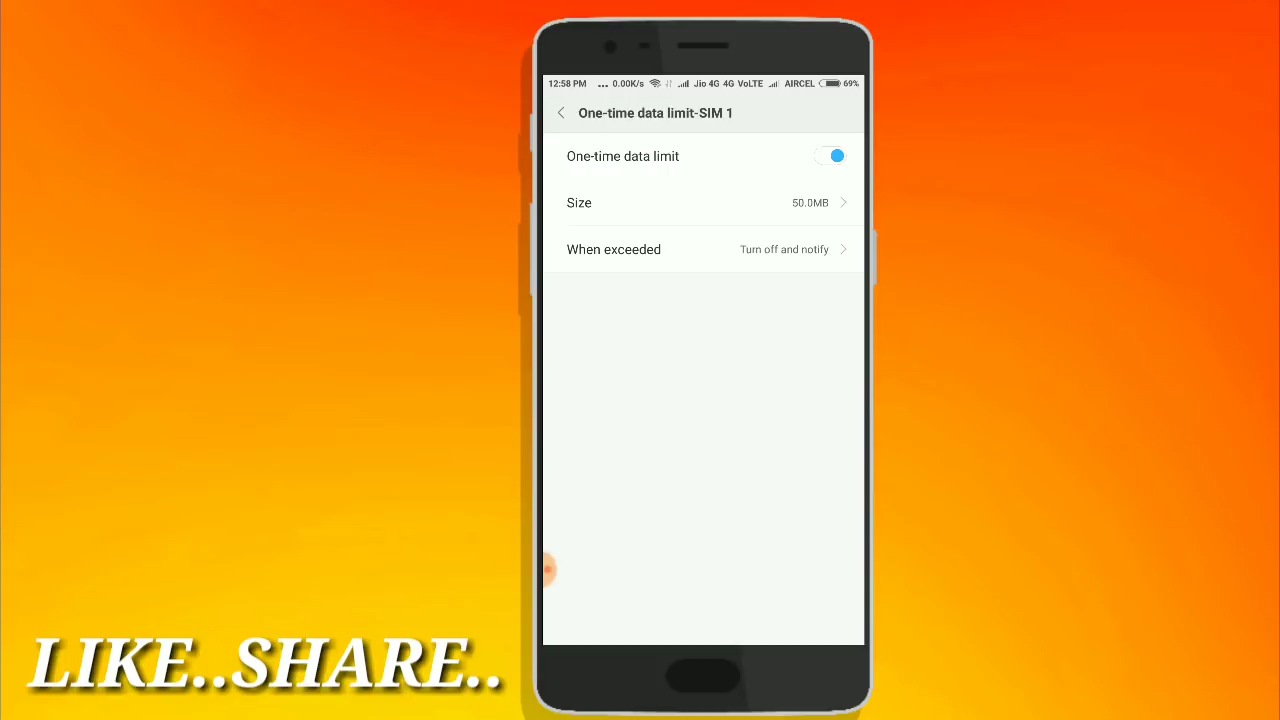 12:58 PM ... 0.00K/s Jio 4G 4G VoLTE AIRCEL 69%
One-time data limit-SIM 1
One-time data limit
Size 50.0MB
When exceeded Turn off and notify
LIKE..SHARE..